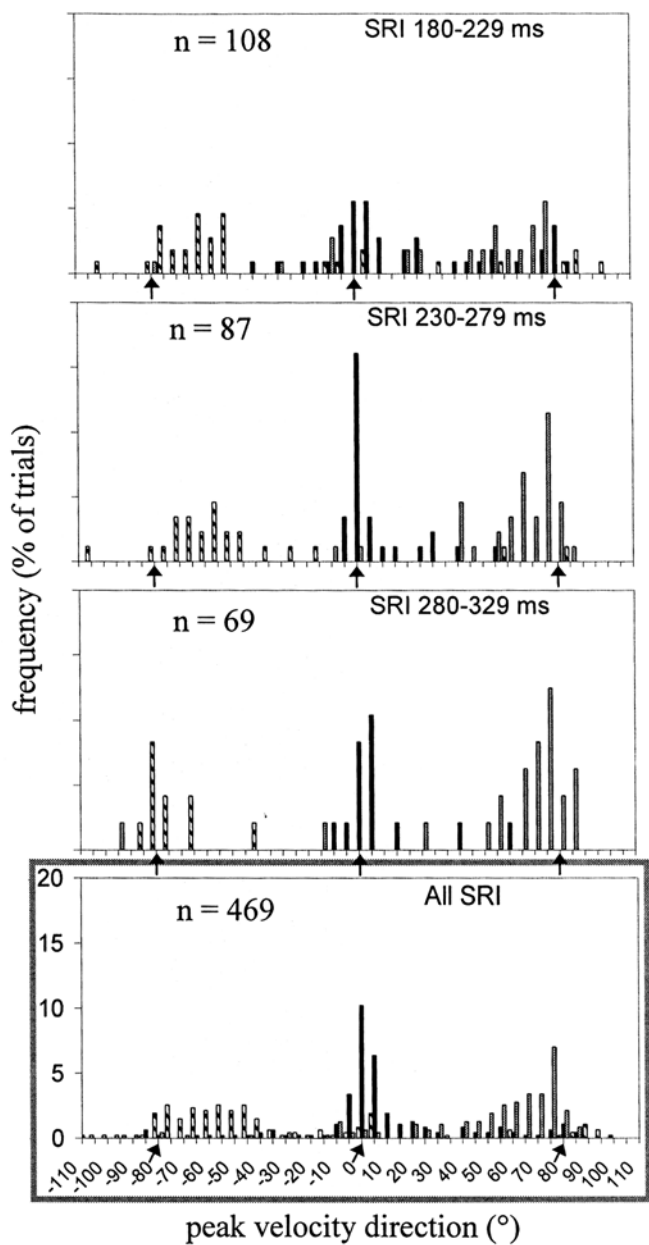 n = 108
SRI 180-229 ms
n = 87
SRI 230-279 ms
n = 69
SRI 280-329 ms
n = 469
All SRI
frequency (% of trials)
20
15
10
5
0
-110 -100 -90 -80 -70 -60 -50 -40 -30 -20 -10 0 10 20 30 40 50 60 70 80 90 100 110
peak velocity direction (°)